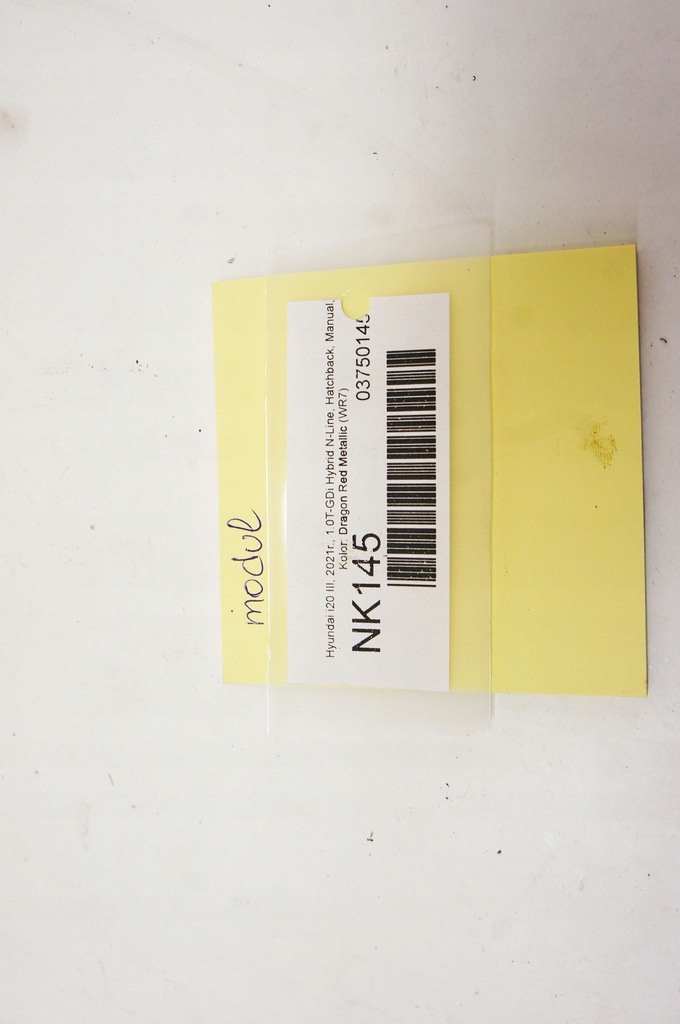 modul
Hyundai i20 III, 2021r., 1.0T-GDi Hybrid N-Line, Hatchback, Manual,
Kolor: Dragon Red Metallic (WR7)
NK145 03750145